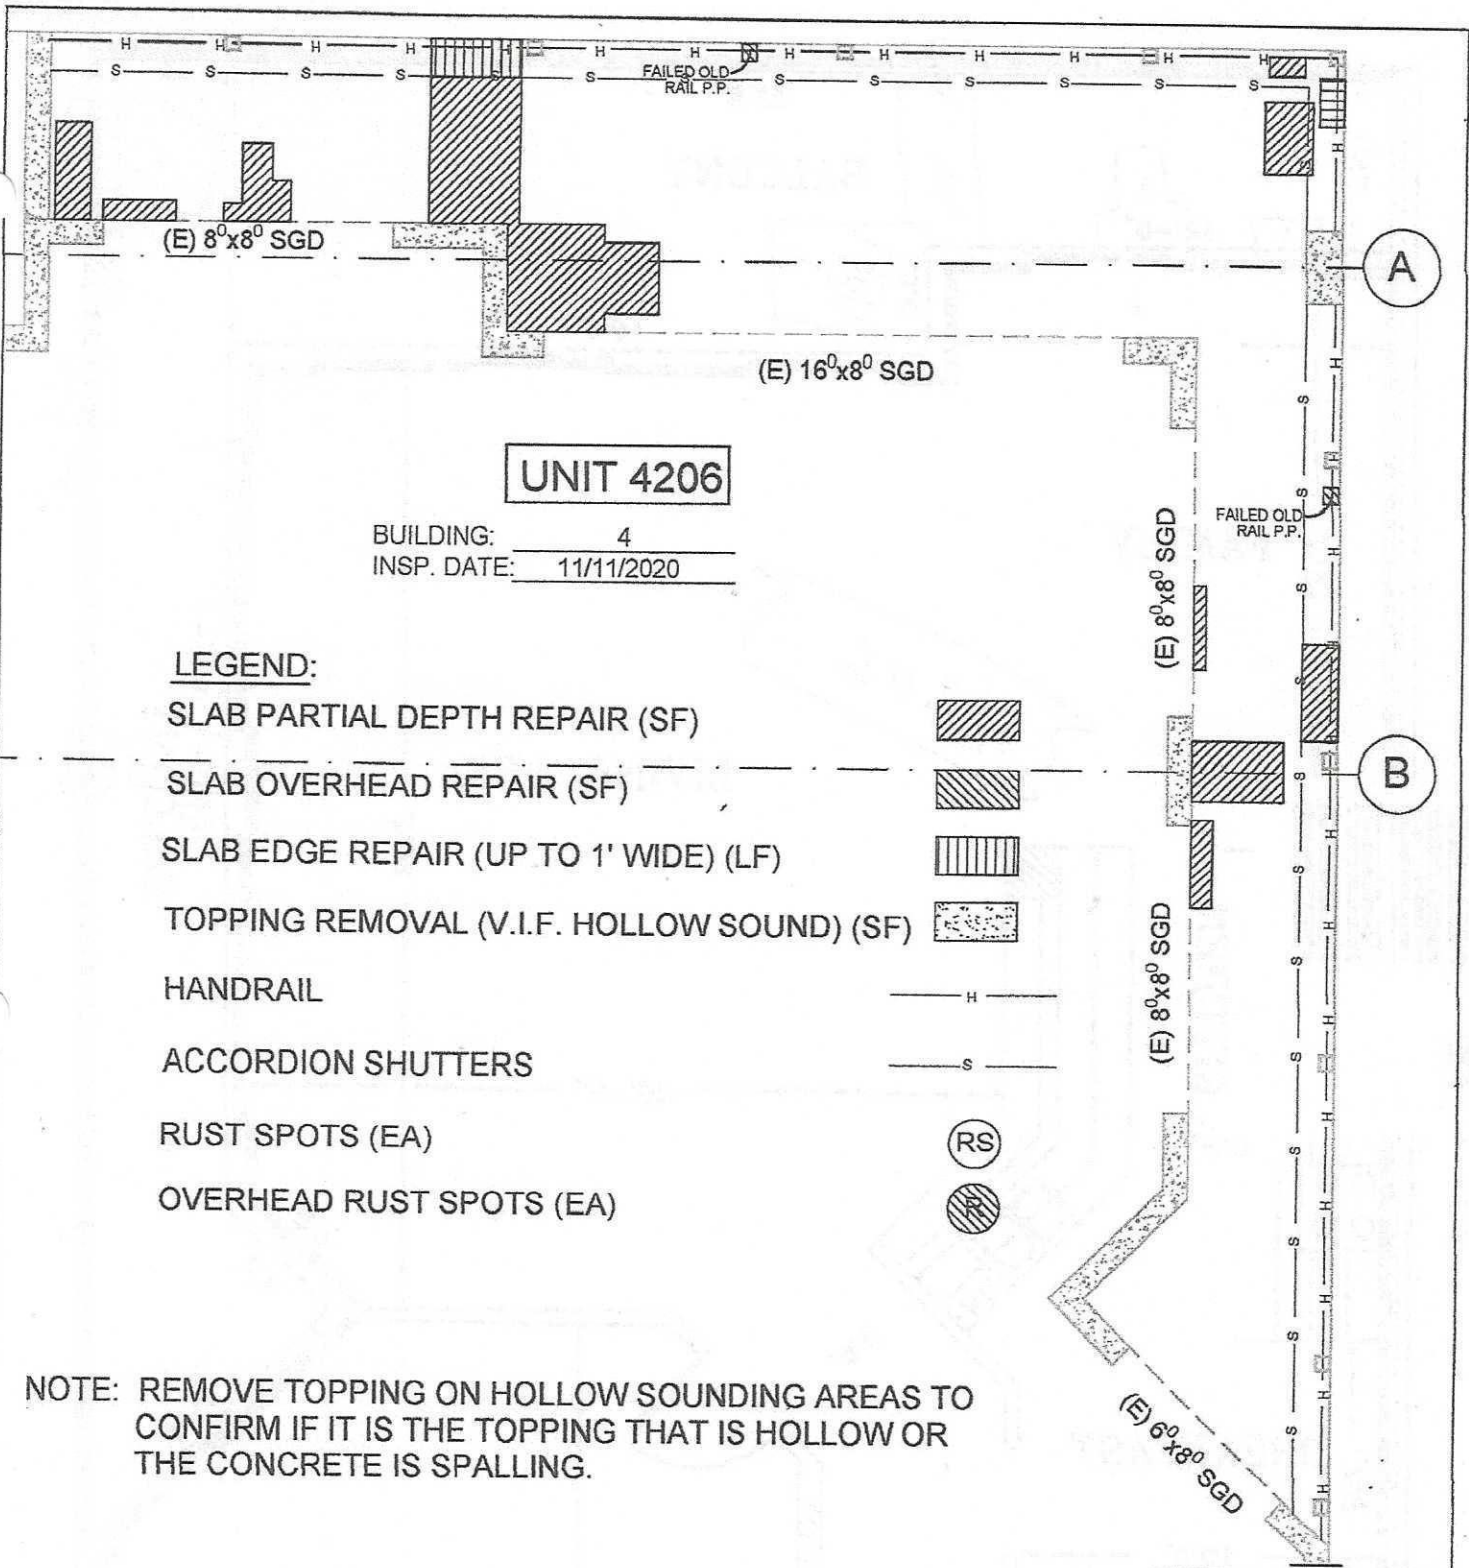 H H H H H H H H H H H H H
S S S S S S S S S S S S S
FAILED OLD
RAIL P.P.
(E) 8⁰x8⁰ SGD
A
(E) 16⁰x8⁰ SGD
UNIT 4206
BUILDING: 4
INSP. DATE: 11/11/2020
(E) 8⁰x8⁰ SGD
FAILED OLD
RAIL P.P.
LEGEND:
SLAB PARTIAL DEPTH REPAIR (SF)
SLAB OVERHEAD REPAIR (SF)
B
SLAB EDGE REPAIR (UP TO 1' WIDE) (LF)
TOPPING REMOVAL (V.I.F. HOLLOW SOUND) (SF)
(E) 8⁰x8⁰ SGD
HANDRAIL H
ACCORDION SHUTTERS S
RUST SPOTS (EA) RS
OVERHEAD RUST SPOTS (EA) R
(E) 6⁰x8⁰ SGD
NOTE: REMOVE TOPPING ON HOLLOW SOUNDING AREAS TO
CONFIRM IF IT IS THE TOPPING THAT IS HOLLOW OR
THE CONCRETE IS SPALLING.